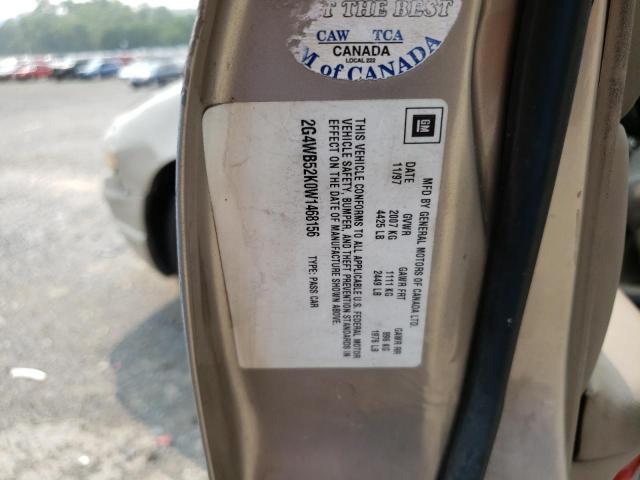 T THE BEST
CAW TCA
CANADA
LOCAL 222
M of CANADA
GM
MFD BY GENERAL MOTORS OF CANADA LTD.
DATE GVWR GAWR FRT GAWR RR
11/97 2007 KG 1111 KG 896 KG
4425 LB 2449 LB 1976 LB
THIS VEHICLE CONFORMS TO ALL APPLICABLE U.S. FEDERAL MOTOR
VEHICLE SAFETY, BUMPER, AND THEFT PREVENTION STANDARDS IN
EFFECT ON THE DATE OF MANUFACTURE SHOWN ABOVE.
2G4WB52K0W1468156 TYPE: PASS CAR